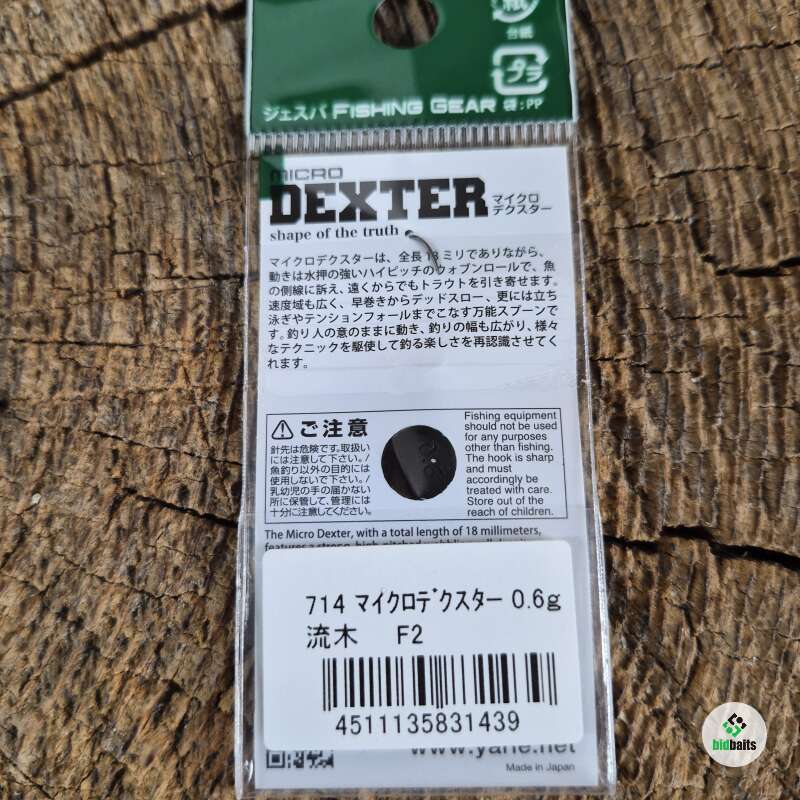 台紙
プラ
ジェスパ FISHING GEAR 袋:PP
MICRO
DEXTER マイクロ
デクスター
shape of the truth
マイクロデクスターは、全長18ミリでありながら、
動きは水押の強いハイピッチのウォブンロールで、魚
の側線に訴え、遠くからでもトラウトを引き寄せます。
速度域も広く、早巻きからデッドスロー、更には立ち
泳ぎやテンションフォールまでこなす万能スプーンで
す。釣り人の意のままに動き、釣りの幅も広がり、様々
なテクニックを駆使して釣る楽しさを再認識させてく
れます。
ご注意
針先は危険です。取扱い
には注意して下さい。/
魚釣り以外の目的には
使用しないで下さい。/
乳幼児の手の届かない
所に保管して、管理には
十分に注意してください。
Fishing equipment
should not be used
for any purposes
other than fishing.
The hook is sharp
and must
accordingly be
treated with care.
Store out of the
reach of children.
The Micro Dexter, with a total length of 18 millimeters,
714 マイクロデクスター 0.6g
流木 F2
4511135831439
www.yarie.net
Made in Japan
bidbaits